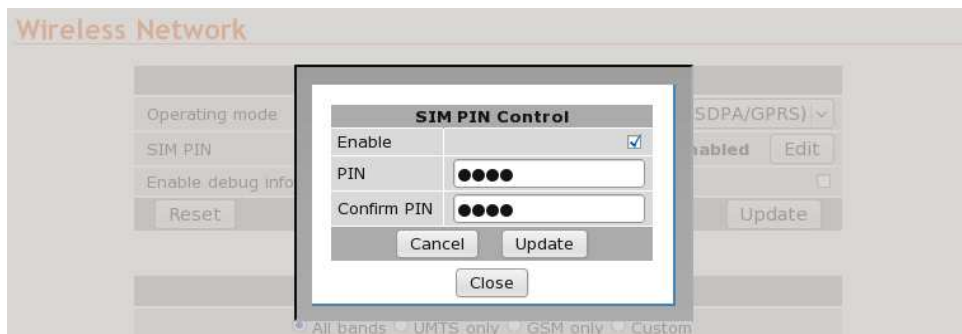 Wireless Network
Operating mode
SDPA/GPRS)
SIM PIN
Edit
Enable debug info
Reset
Update
SIM PIN Control
Enable
PIN
●●●●
Confirm PIN
●●●●
Cancel
Update
Close
All bands
UMTS only
GSM only
Custom